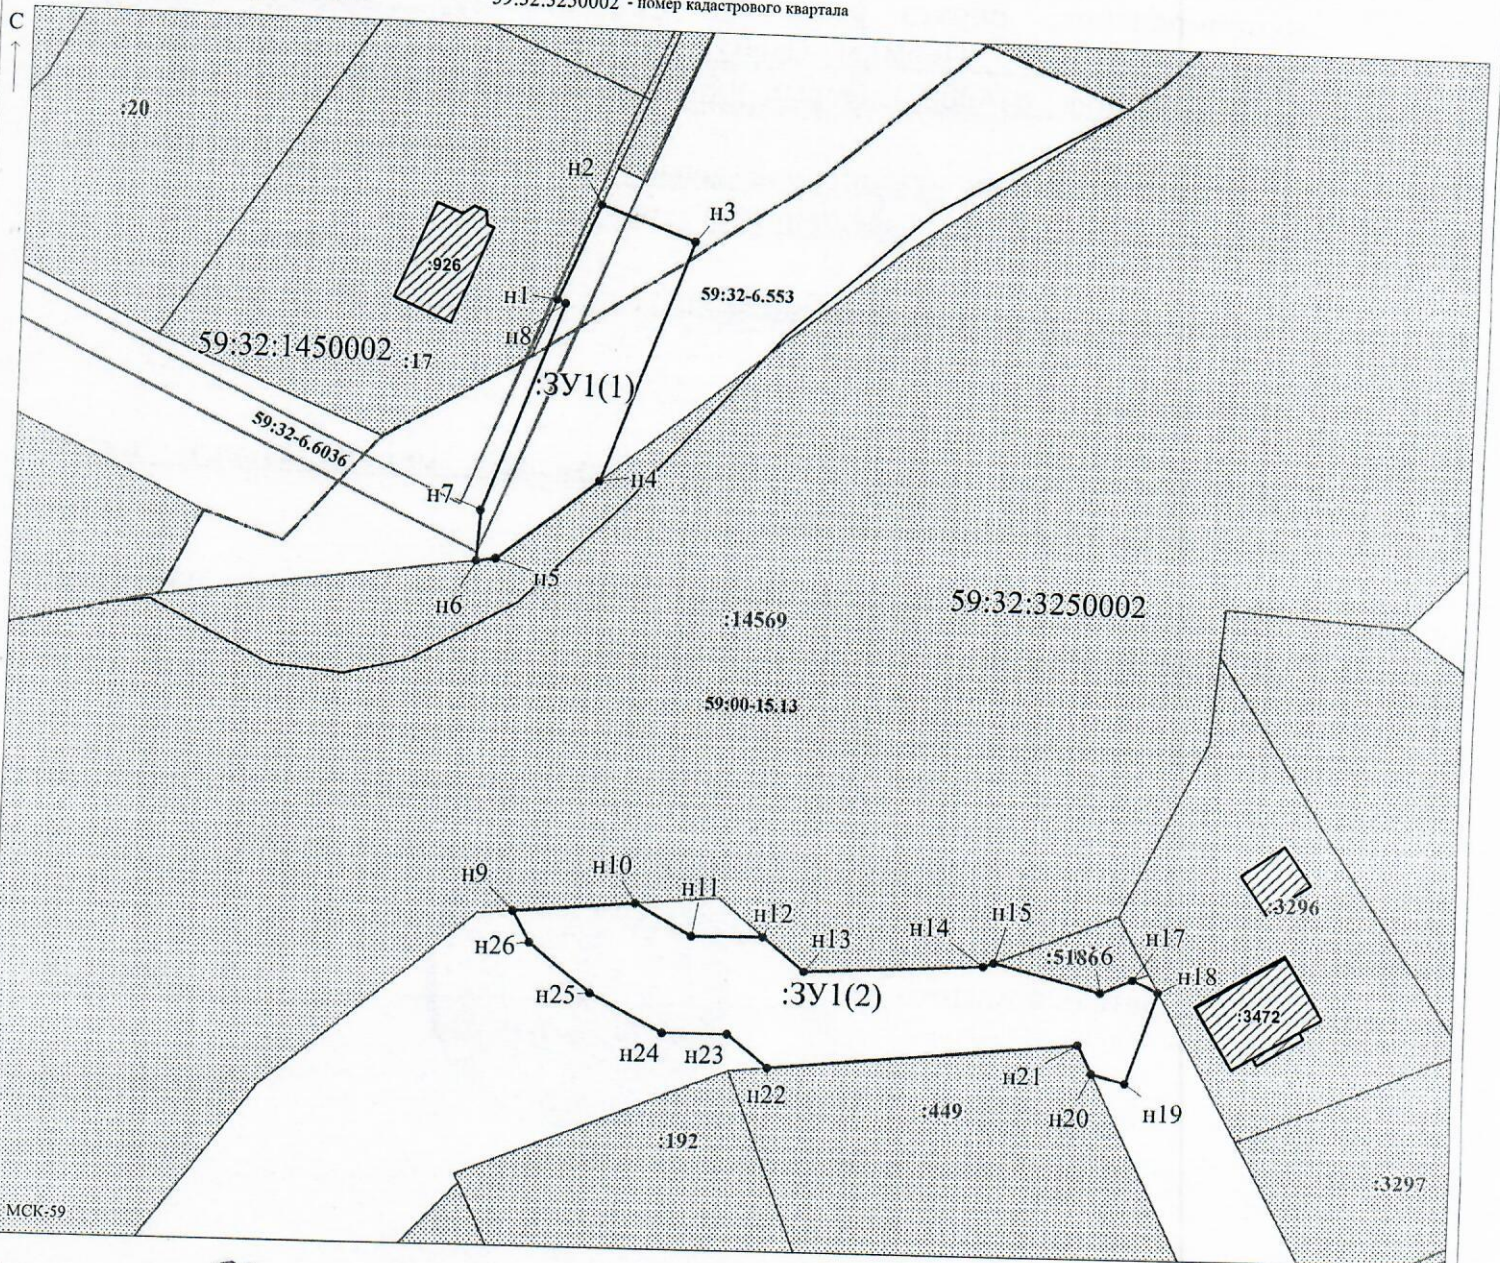 59:32:3250002 - номер кадастрового квартала
С
:20
н2
н3
:926
н1
59:32-6.553
н8
59:32:1450002
:17
:ЗУ1(1)
59:32-6.6036
н7
н4
н5
н6
59:32:3250002
:14569
59:00-15.13
н9
н10
н11
н12
н13
н14
н15
:3296
н26
:5186
н17
н18
н25
:ЗУ1(2)
:3472
н24
н23
н21
н22
н20
н19
:449
:192
:3297
МСК-59